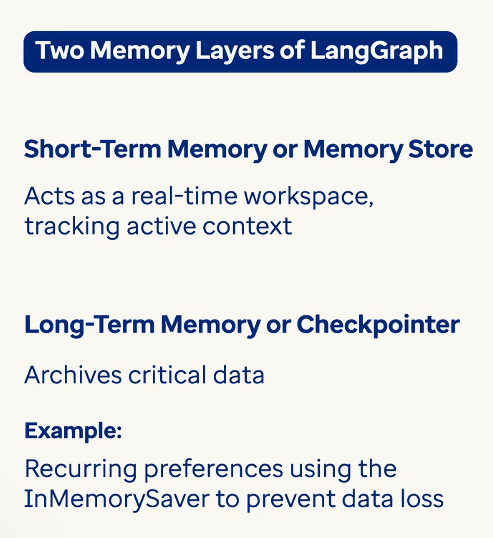 Two Memory Layers of LangGraph
Short-Term Memory or Memory Store
Acts as a real-time workspace,
tracking active context
Long-Term Memory or Checkpointer
Archives critical data
Example:
Recurring preferences using the
InMemorySaver to prevent data loss